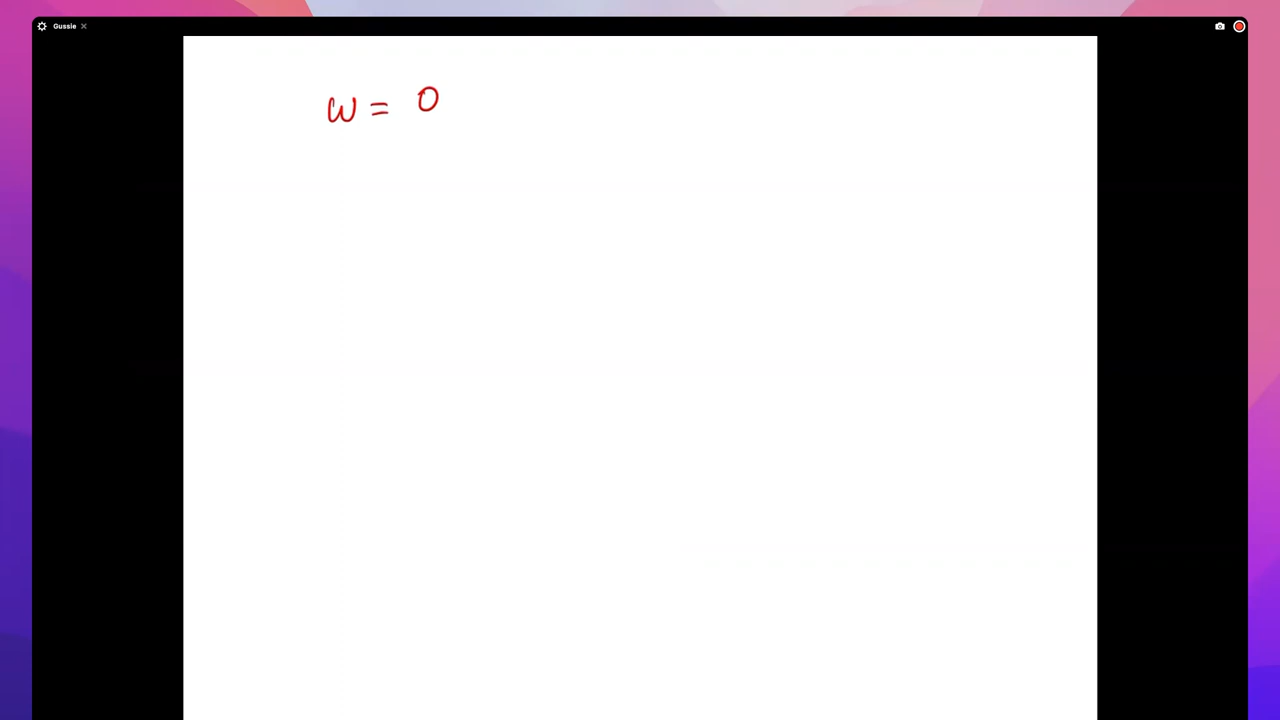 Gussie
ω = 0